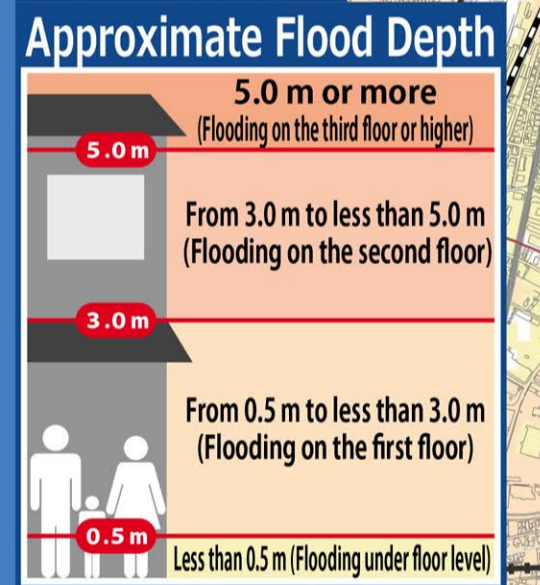 Approximate Flood Depth
5.0 m or more
(Flooding on the third floor or higher)
5.0 m
From 3.0 m to less than 5.0 m
(Flooding on the second floor)
3.0 m
From 0.5 m to less than 3.0 m
(Flooding on the first floor)
0.5 m
Less than 0.5 m (Flooding under floor level)